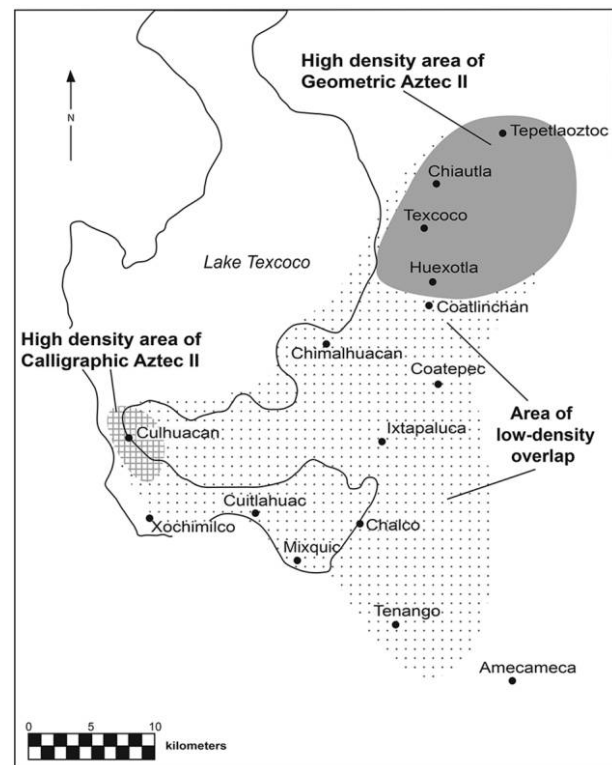 High density area of
Geometric Aztec II
Tepetlaoztoc
N
Chiautla
Texcoco
Lake Texcoco
Huexotla
Coatlinchan
High density area of
Calligraphic Aztec II
Chimalhuacan
Coatepec
Area of
low-density
overlap
Culhuacan
Ixtapaluca
Cuitlahuac
Xochimilco
Chalco
Mixquic
Tenango
Amecameca
0 5 10
kilometers